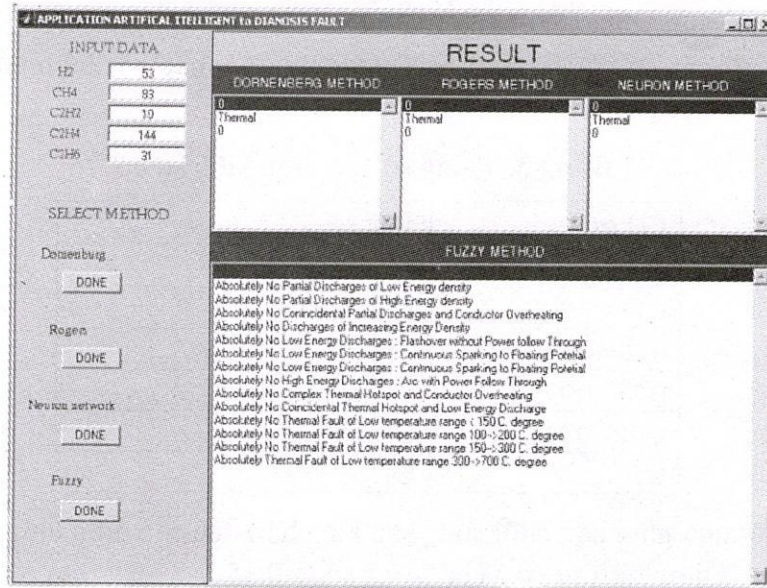 APPLICATION ARTIFICAL ITELLIGENT to DIANOSIS FAULT
INPUT DATA
H2 53
CH4 83
C2H2 10
C2H4 144
C2H6 31
SELECT METHOD
Dornenburg
DONE
Rogers
DONE
Neuron network
DONE
Fuzzy
DONE
RESULT
DORNENBERG METHOD
0
Thermal
0
ROGERS METHOD
0
Thermal
0
NEURON METHOD
0
Thermal
0
FUZZY METHOD
Absolutely No Partial Discharges of Low Energy density
Absolutely No Partial Discharges of High Energy density
Absolutely No Conincidental Partial Discharges and Conductor Overheating
Absolutely No Discharges of Increasing Energy Density
Absolutely No Low Energy Discharges : Flashover without Power follow Through
Absolutely No Low Energy Discharges : Continuous Sparking to Floating Potetial
Absolutely No Low Energy Discharges : Continuous Sparking to Floating Potetial
Absolutely No High Energy Discharges : Arc with Power Follow Through
Absolutely No Complex Thermal Hotspot and Conductor Overheating
Absolutely No Coincidental Thermal Hotspot and Low Energy Discharge
Absolutely No Thermal Fault of Low temperature range < 150 C. degree
Absolutely No Thermal Fault of Low temperature range 100->200 C. degree
Absolutely No Thermal Fault of Low temperature range 150->300 C. degree
Absolutely Thermal Fault of Low temperature range 300->700 C. degree